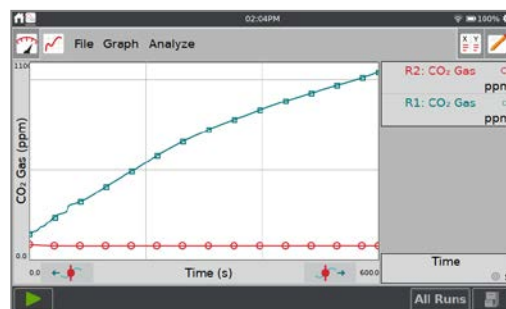 02:04PM
100%
File Graph Analyze
X Y
1100
CO₂ Gas (ppm)
0.0
0.0
Time (s)
600.0
R2: CO₂ Gas
ppm
R1: CO₂ Gas
ppm
Time
All Runs